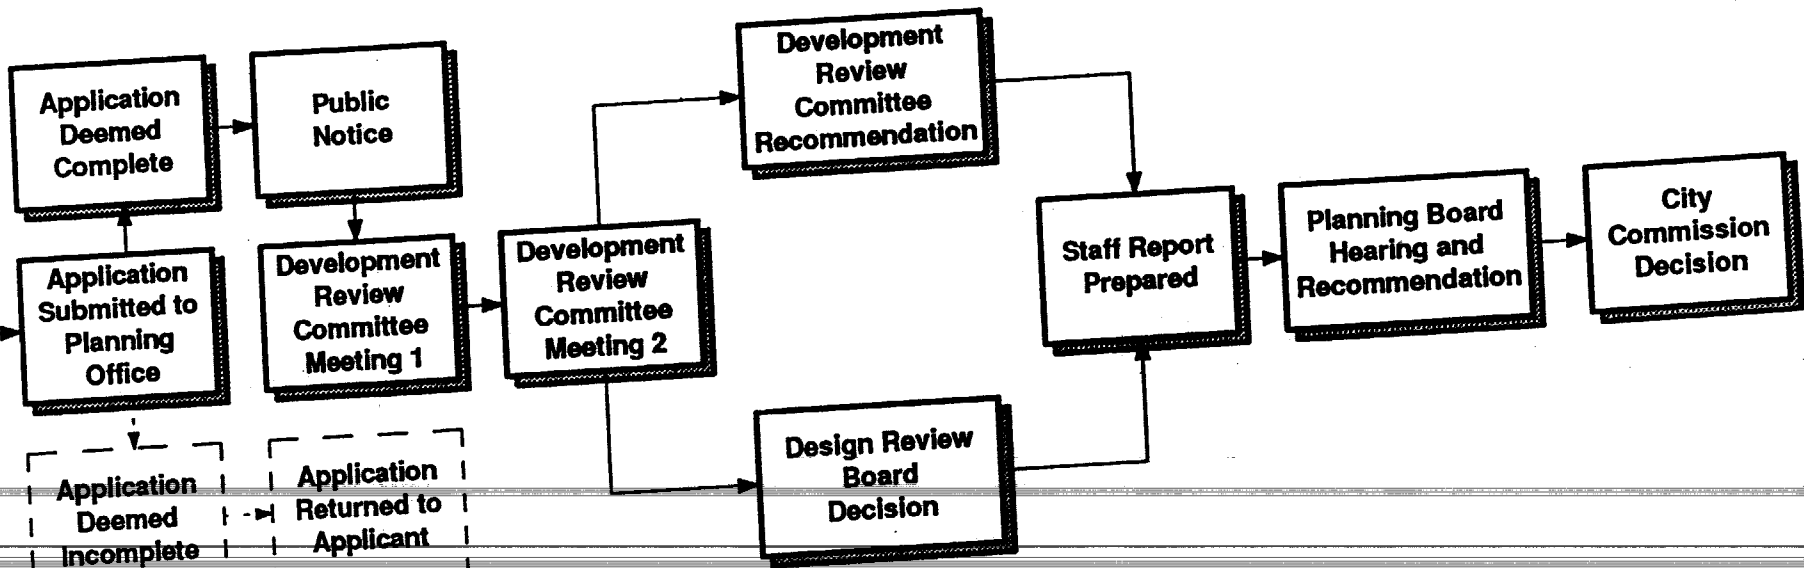 Application
Deemed
Complete
Public
Notice
Application
Submitted to
Planning
Office
Development
Review
Committee
Meeting 1
Development
Review
Committee
Meeting 2
Development
Review
Committee
Recommendation
Design Review
Board
Decision
Staff Report
Prepared
Planning Board
Hearing and
Recommendation
City
Commission
Decision
Application
Deemed
Incomplete
Application
Returned to
Applicant